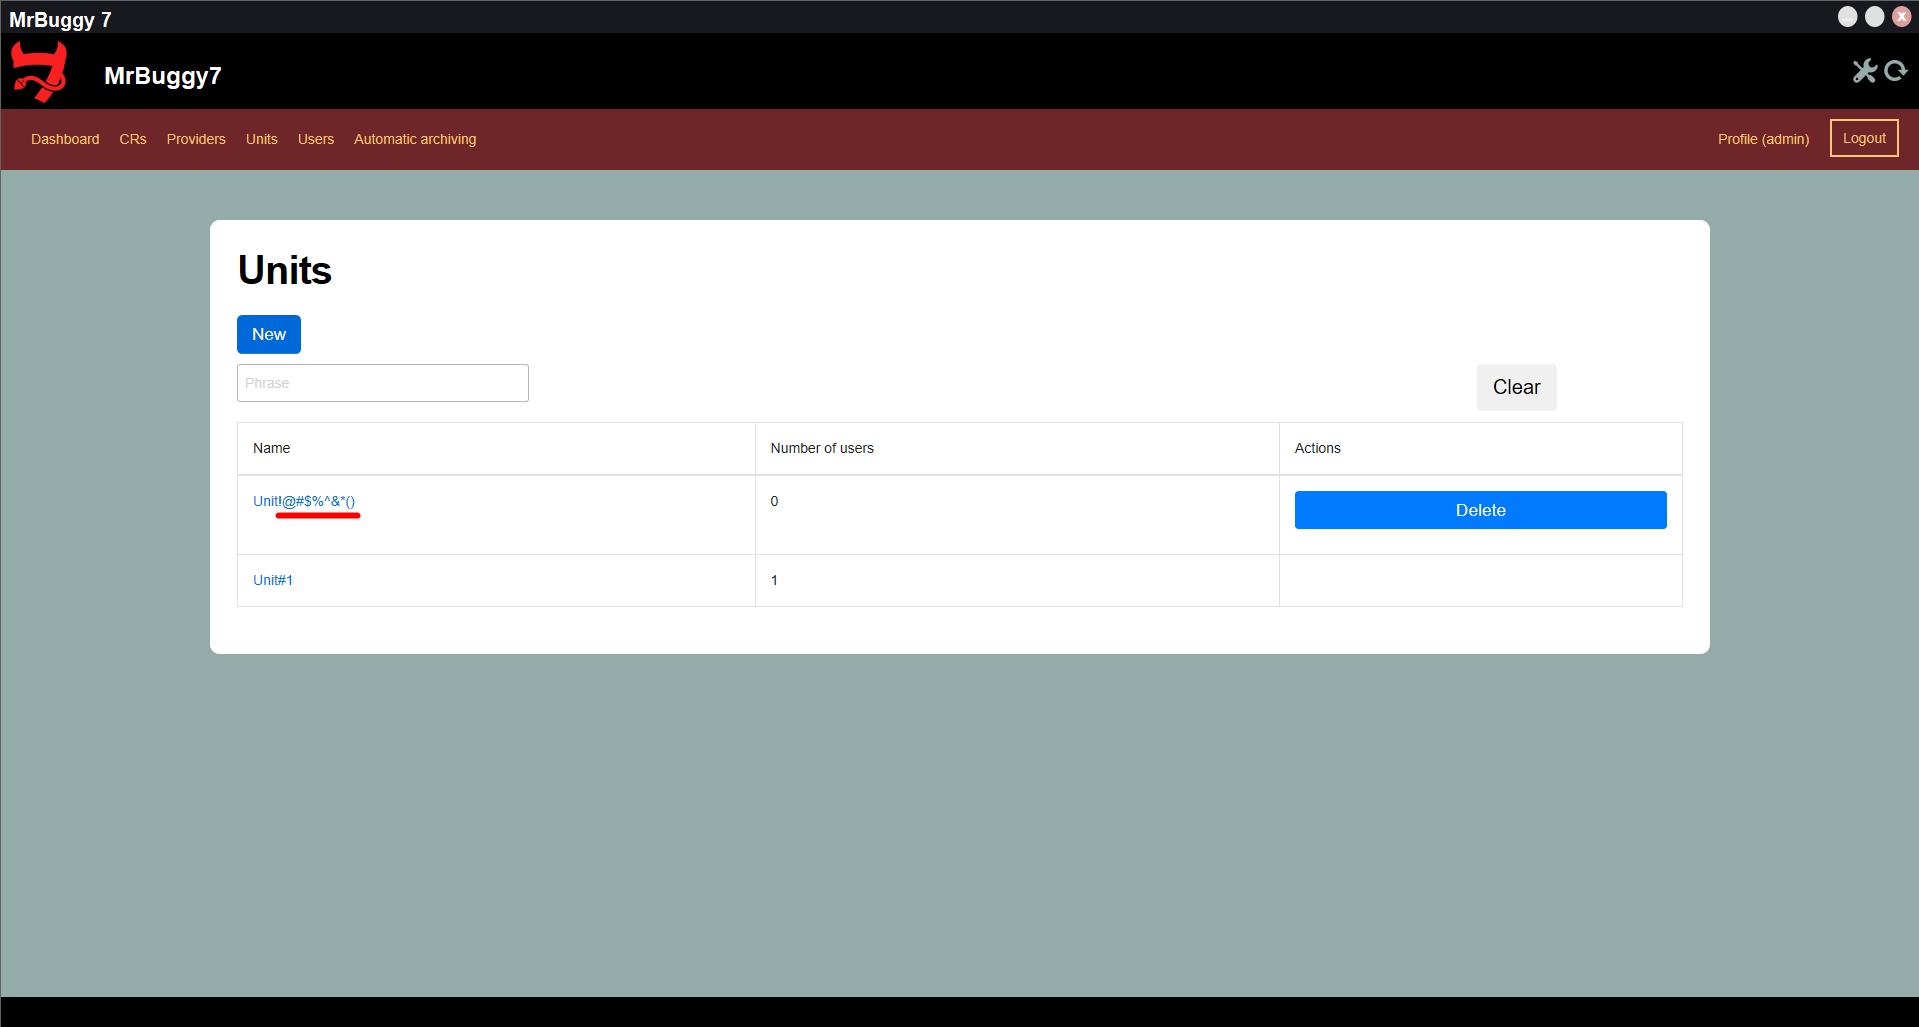 MrBuggy 7
X
MrBuggy7
Dashboard CRs Providers Units Users Automatic archiving Profile (admin) Logout
Units
New
Phrase Clear
Name Number of users Actions
Unit!@#$%^&*() 0 Delete
Unit#1 1